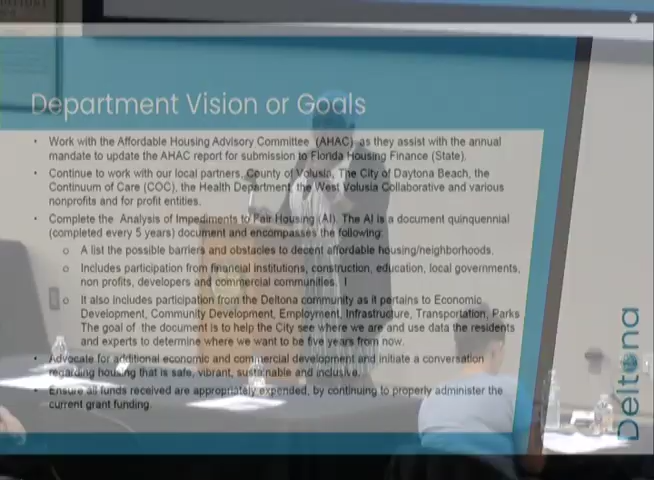 Department Vision or Goals
• Work with the Affordable Housing Advisory Committee (AHAC) as they assist with the annual
mandate to update the AHAC report for submission to Florida Housing Finance (State).
• Continue to work with our local partners, County of Volusia, The City of Daytona Beach, the
Continuum of Care (COC), the Health Department, the West Volusia Collaborative and various
nonprofits and for profit entities.
• Complete the Analysis of Impediments to Fair Housing (AI). The AI is a document quinquennial
(completed every 5 years) document and encompasses the following:
o A list the possible barriers and obstacles to decent affordable housing/neighborhoods.
o Includes participation from financial institutions, construction, education, local governments,
non profits, developers and commercial communities.
o It also includes participation from the Deltona community as it pertains to Economic
Development, Community Development, Employment, Infrastructure, Transportation, Parks
The goal of the document is to help the City see where we are and use data the residents
and experts to determine where we want to be five years from now.
• Advocate for additional economic and commercial development and initiate a conversation
regarding housing that is safe, vibrant, sustainable and inclusive.
• Ensure all funds received are appropriately expended, by continuing to properly administer the
current grant funding.
Deltona